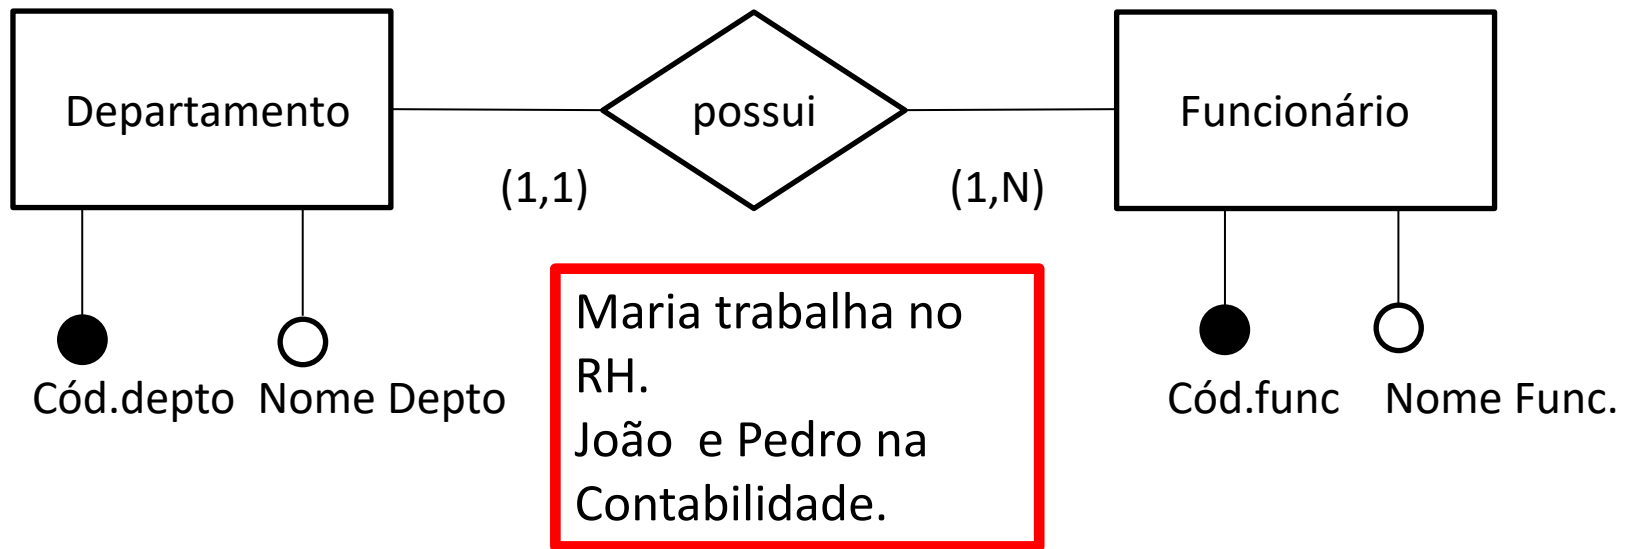 Departamento
possui
Funcionário
(1,1)
(1,N)
Cód.depto
Nome Depto
Maria trabalha no
RH.
João  e Pedro na
Contabilidade.
Cód.func
Nome Func.